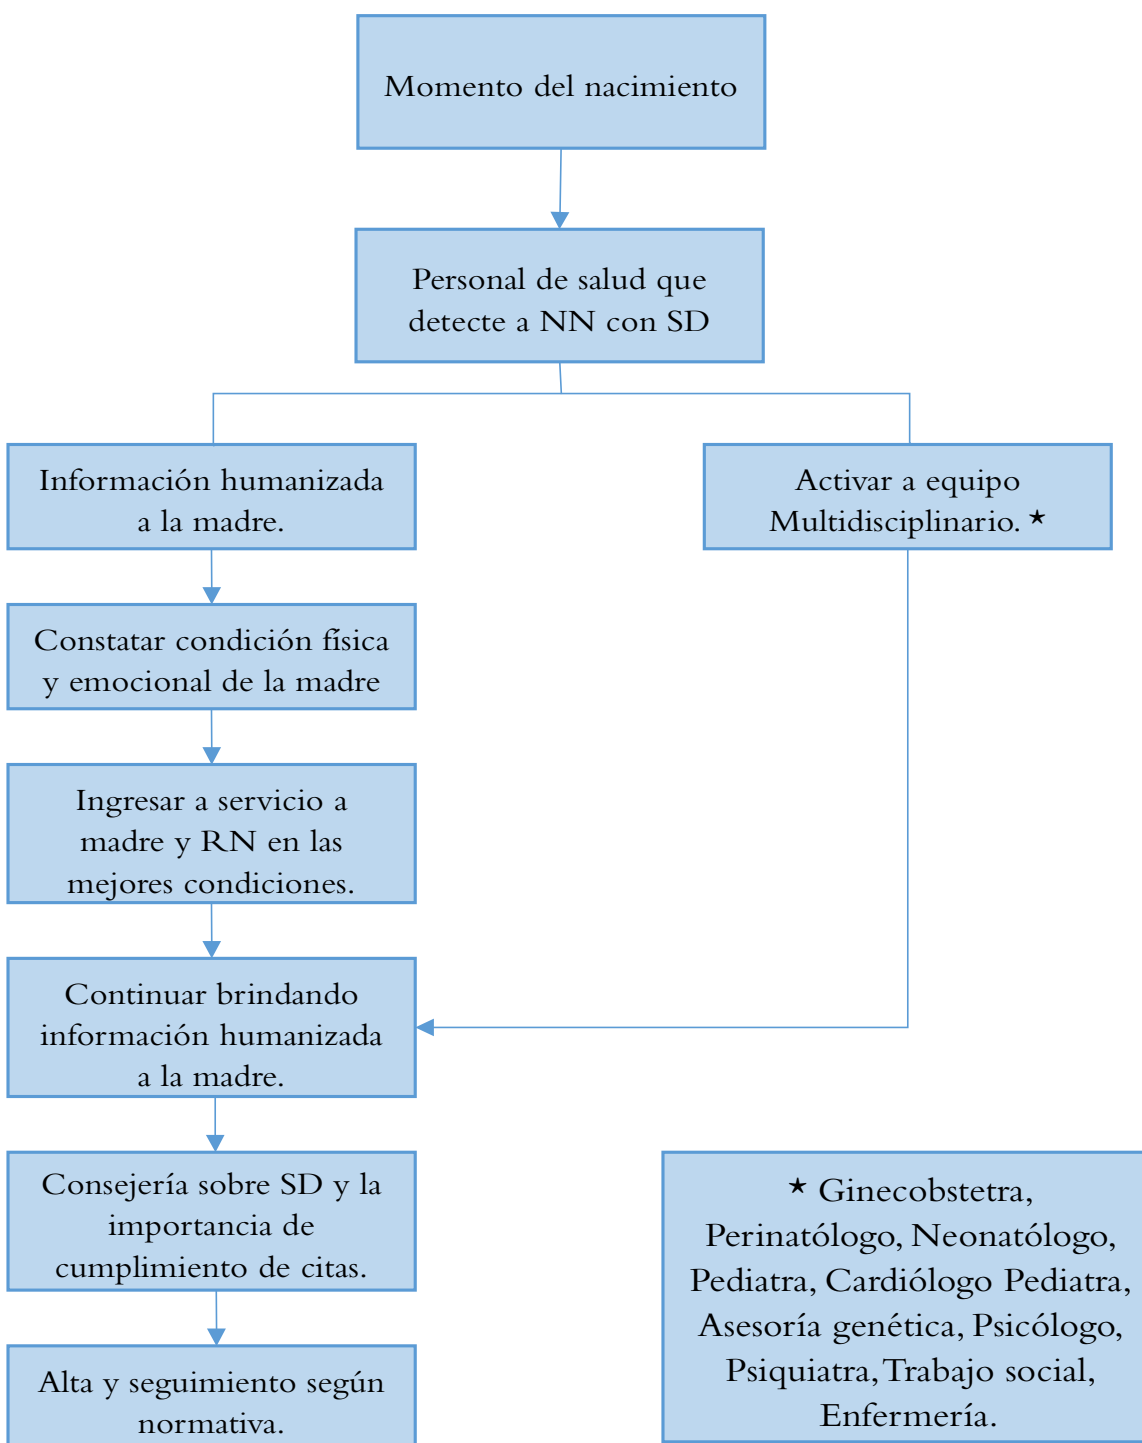 Momento del nacimiento
Personal de salud que
detecte a NN con SD
Información humanizada
a la madre.
Activar a equipo
Multidisciplinario. ★
Constatar condición física
y emocional de la madre
Ingresar a servicio a
madre y RN en las
mejores condiciones.
Continuar brindando
información humanizada
a la madre.
Consejería sobre SD y la
importancia de
cumplimiento de citas.
Alta y seguimiento según
normativa.
★ Ginecobstetra,
Perinatólogo, Neonatólogo,
Pediatra, Cardiólogo Pediatra,
Asesoría genética, Psicólogo,
Psiquiatra, Trabajo social,
Enfermería.